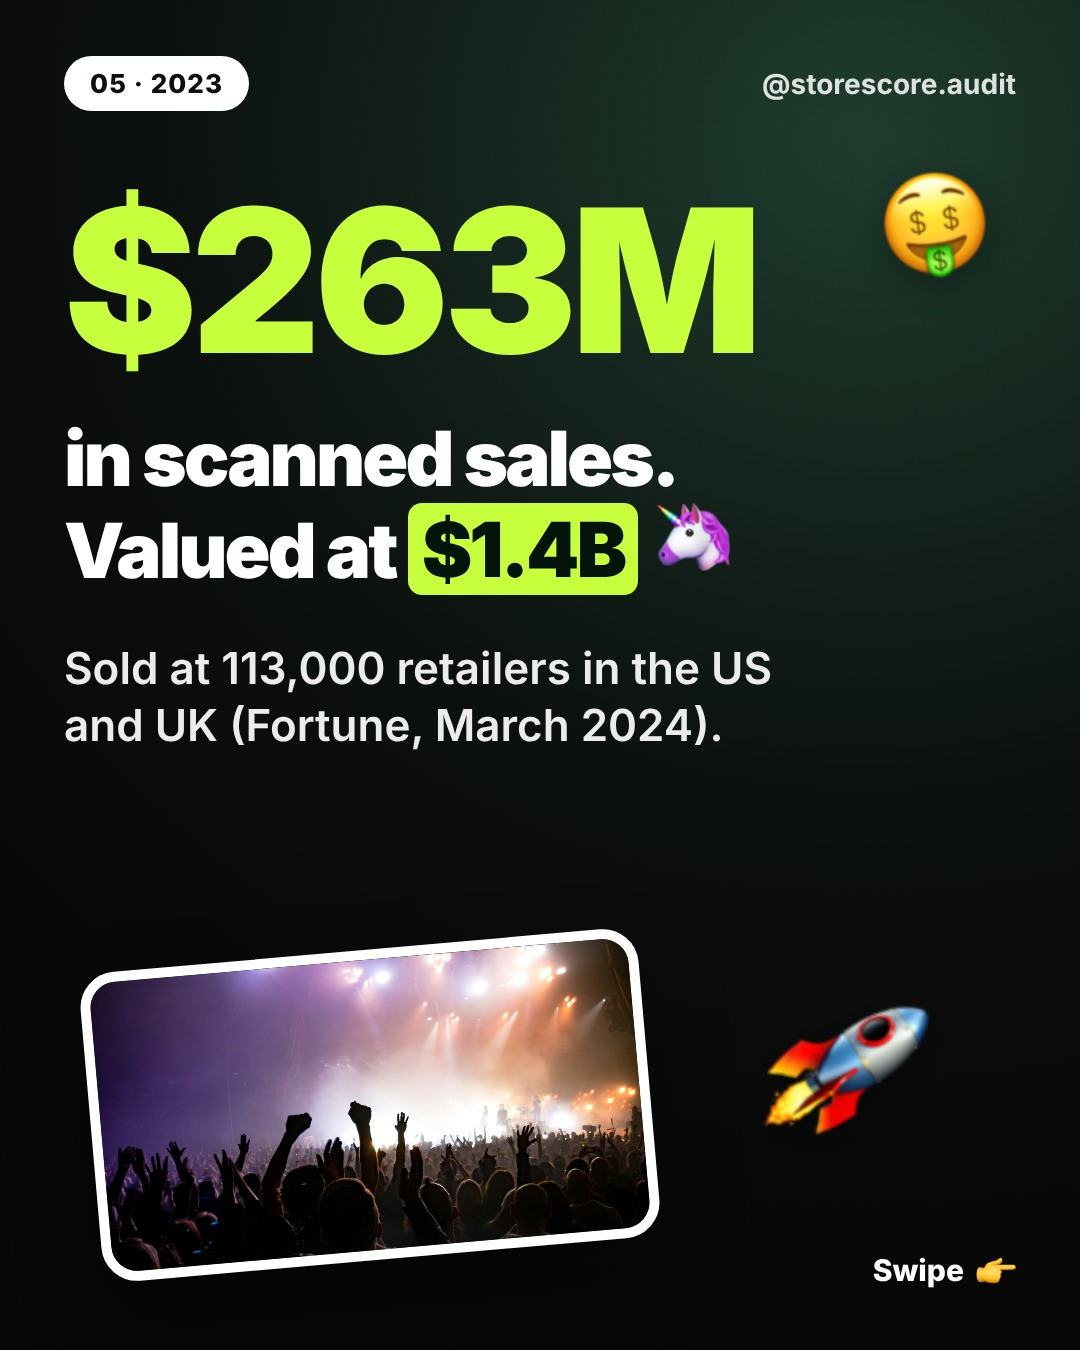 05 · 2023
@storescore.audit
$263M
in scanned sales.
Valued at $1.4B
Sold at 113,000 retailers in the US
and UK (Fortune, March 2024).
Swipe